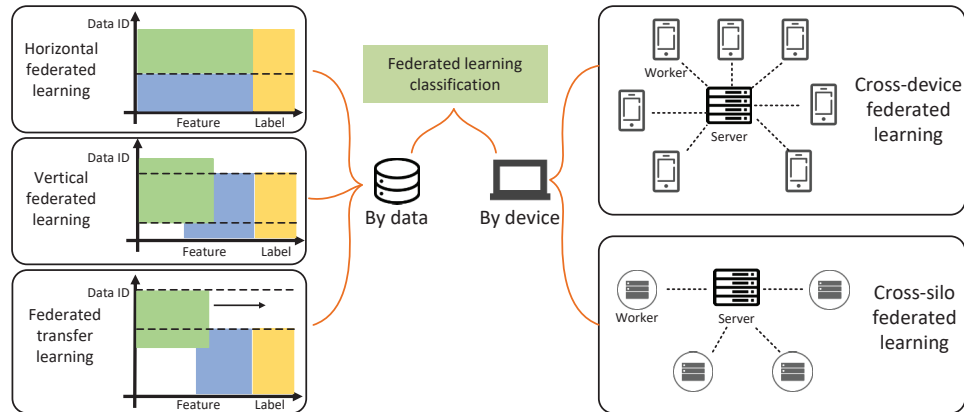 Data ID
Horizontal
federated
learning
Feature
Label
Data ID
Vertical
federated
learning
Feature
Label
Data ID
Federated
transfer
learning
Feature
Label
Federated learning
classification
By data
By device
Worker
Server
Cross-device
federated
learning
Worker
Server
Cross-silo
federated
learning